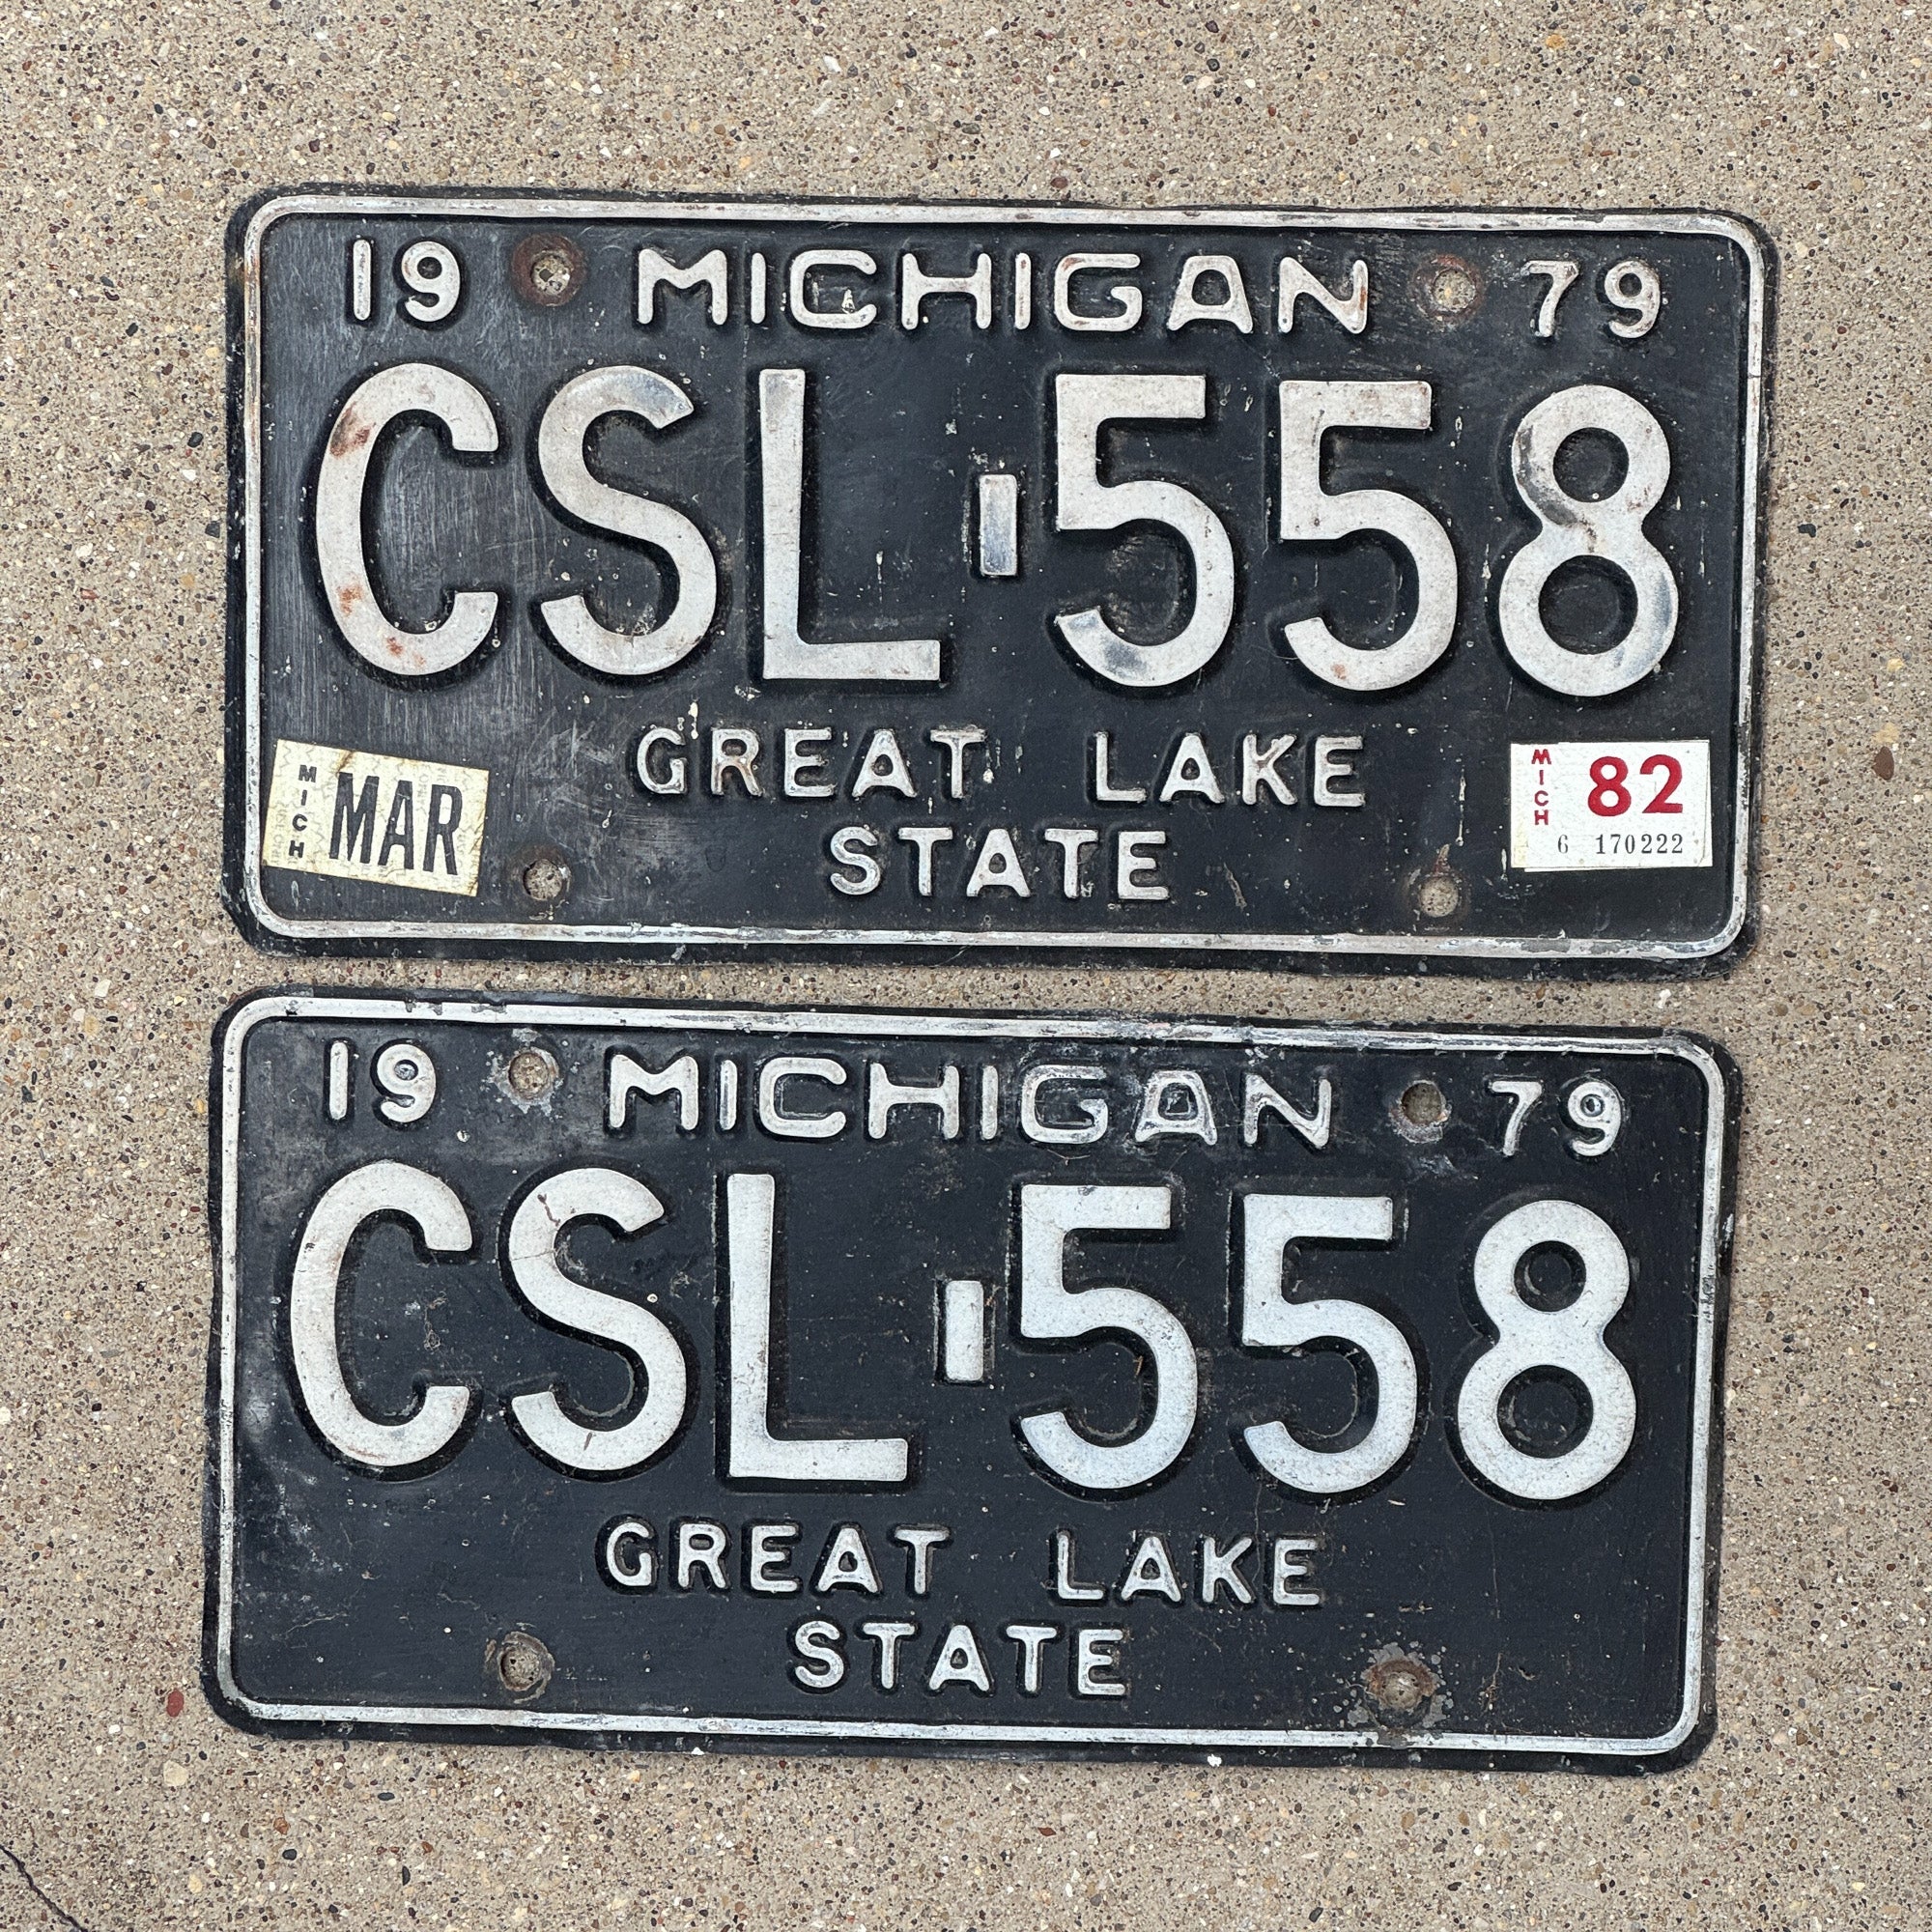 19 MICHIGAN 79
CSL-558
GREAT LAKE
STATE
MICH MAR
MICH 82
6 170222
19 MICHIGAN 79
CSL-558
GREAT LAKE
STATE